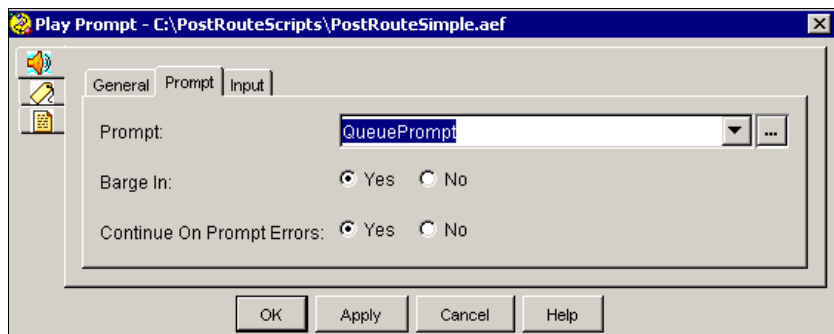 Play Prompt - C:\PostRouteScripts\PostRouteSimple.aef
General Prompt Input
Prompt: QueuePrompt ...
Barge In: Yes No
Continue On Prompt Errors: Yes No
OK Apply Cancel Help